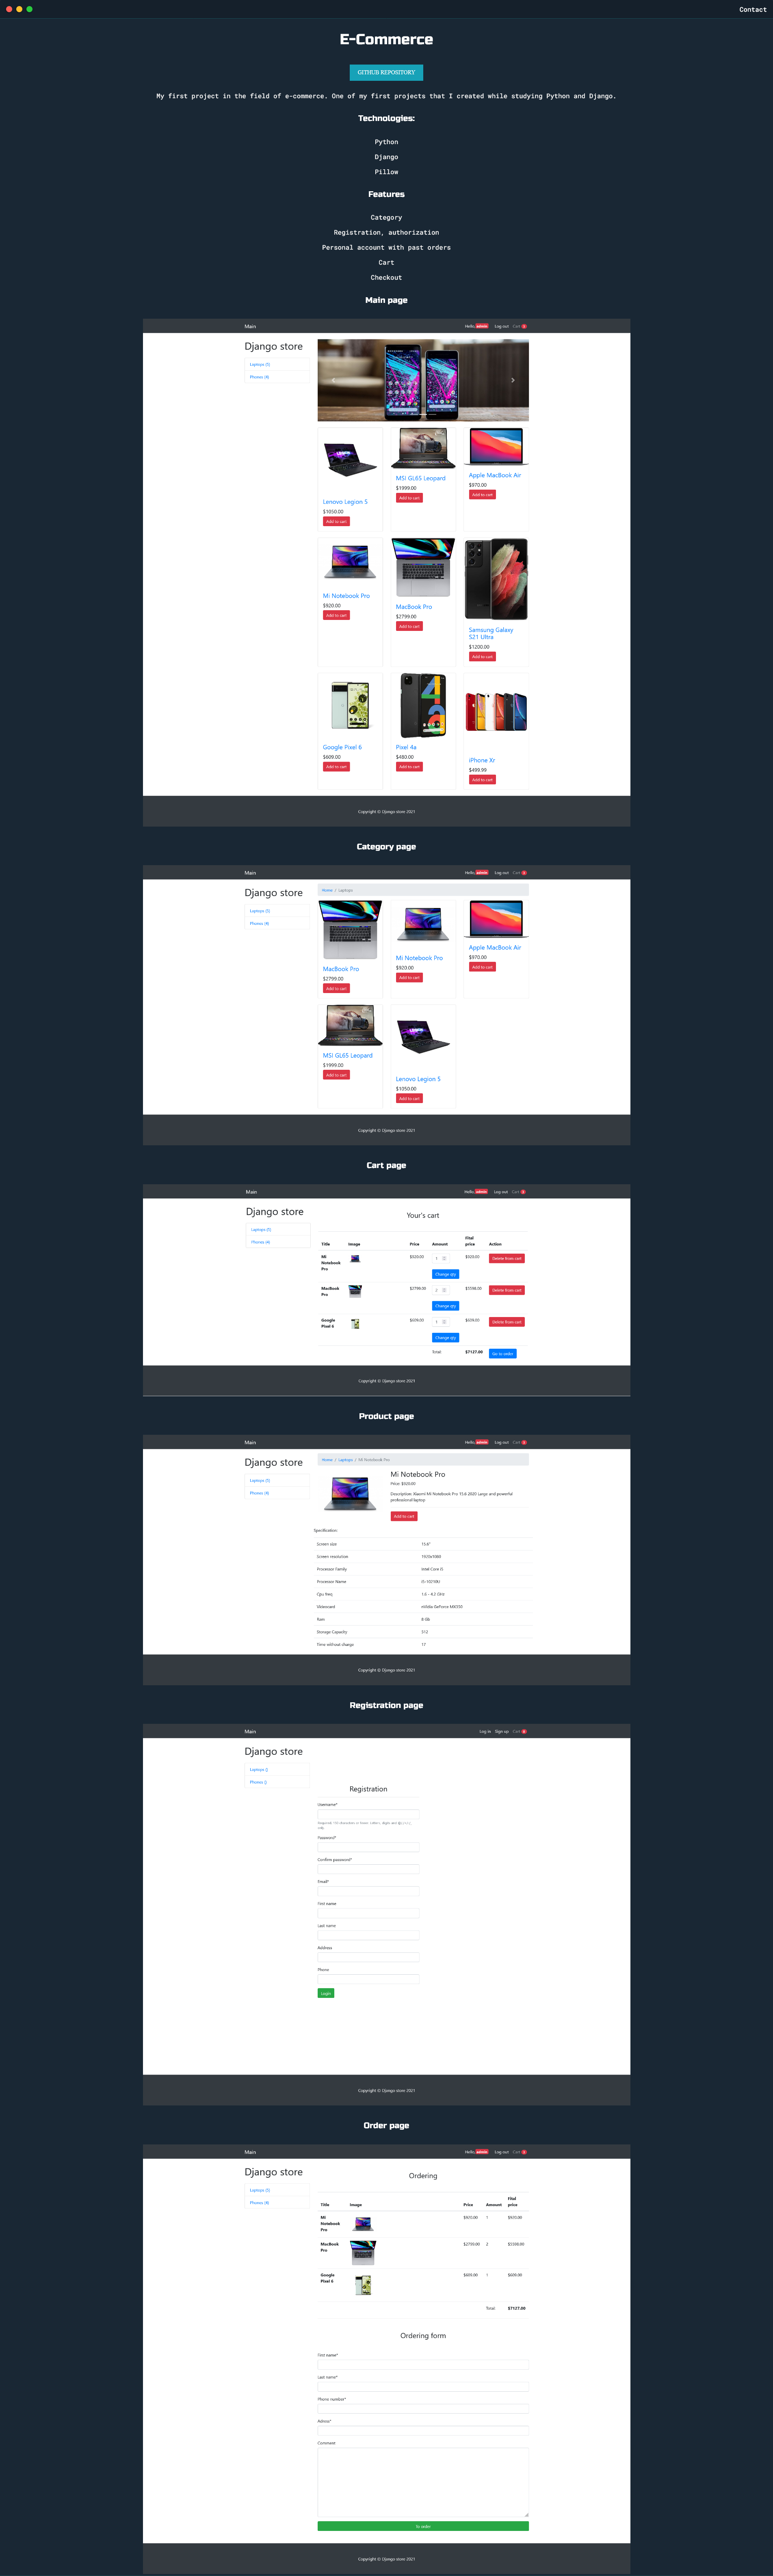 Contact
E-Commerce
GITHUB REPOSITORY
My first project in the field of e-commerce. One of my first projects that I created while studying Python and Django.
Technologies:
Python
Django
Pillow
Features
Category
Registration, authorization
Personal account with past orders
Cart
Checkout
Main page
Main Hello, admin Log out Cart
Django store
Laptops (5)
Phones (4)
Lenovo Legion 5
$1050.00
Add to cart
MSI GL65 Leopard
$1999.00
Add to cart
Apple MacBook Air
$970.00
Add to cart
Mi Notebook Pro
$920.00
Add to cart
MacBook Pro
$2799.00
Add to cart
Samsung Galaxy
S21 Ultra
$1200.00
Add to cart
Google Pixel 6
$609.00
Add to cart
Pixel 4a
$480.00
Add to cart
iPhone Xr
$499.99
Add to cart
Copyright © Django store 2021
Category page
Main Hello, admin Log out Cart
Django store
Laptops (5)
Phones (4)
Home / Laptops
MacBook Pro
$2799.00
Add to cart
Mi Notebook Pro
$920.00
Add to cart
Apple MacBook Air
$970.00
Add to cart
MSI GL65 Leopard
$1999.00
Add to cart
Lenovo Legion 5
$1050.00
Add to cart
Copyright © Django store 2021
Cart page
Main Hello, admin Log out Cart
Django store
Laptops (5)
Phones (4)
Your's cart
Title Image Price Amount Fital price Action
Mi Notebook Pro $920.00 1 $920.00 Delete from cart
Change qty
MacBook Pro $2799.00 2 $5598.00 Delete from cart
Change qty
Google Pixel 6 $609.00 1 $609.00 Delete from cart
Change qty
Total: $7127.00 Go to order
Copyright © Django store 2021
Product page
Main Hello, admin Log out Cart
Django store
Laptops (5)
Phones (4)
Home / Laptops / Mi Notebook Pro
Mi Notebook Pro
Price: $920.00
Description: Xiaomi Mi Notebook Pro 15.6 2020 Large and powerful
professional laptop
Add to cart
Specification:
Screen size 15.6"
Screen resolution 1920x1080
Processor Family Intel Core i5
Processor Name
Videocard nVidia GeForce MX350
Ram 8 Gb
Storage Capacity 512
Time without charge 17
Copyright © Django store 2021
Registration page
Main Log in Sign up Cart
Django store
Laptops ()
Phones ()
Registration
Username*
Password*
Confirm password*
Email*
First name
Last name
Address
Phone
Login
Copyright © Django store 2021
Order page
Main Hello, admin Log out Cart
Django store
Laptops (5)
Phones (4)
Ordering
Title Image Price Amount Fital price
Mi Notebook Pro $920.00 1 $920.00
MacBook Pro $2799.00 2 $5598.00
Google Pixel 6 $609.00 1 $609.00
Total: $7127.00
Ordering form
First name*
Last name*
Phone number*
Adress*
Comment
To order
Copyright © Django store 2021